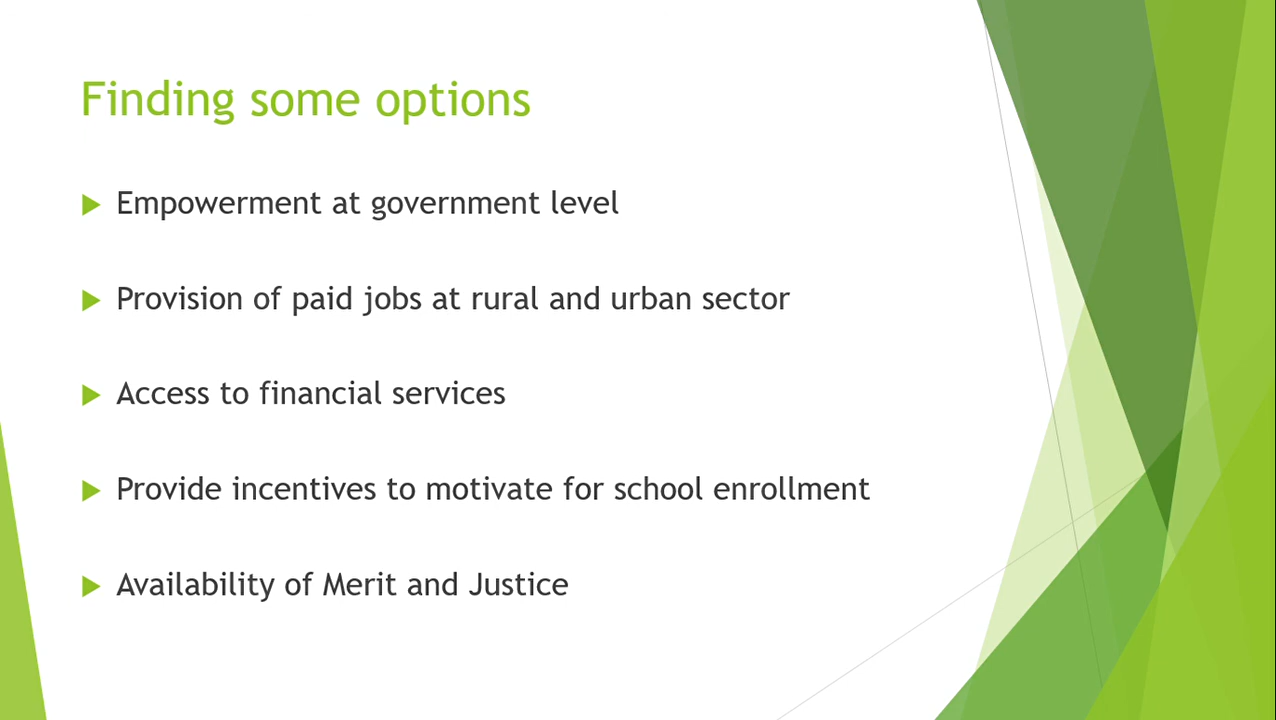 Finding some options
Empowerment at government level
Provision of paid jobs at rural and urban sector
Access to financial services
Provide incentives to motivate for school enrollment
Availability of Merit and Justice